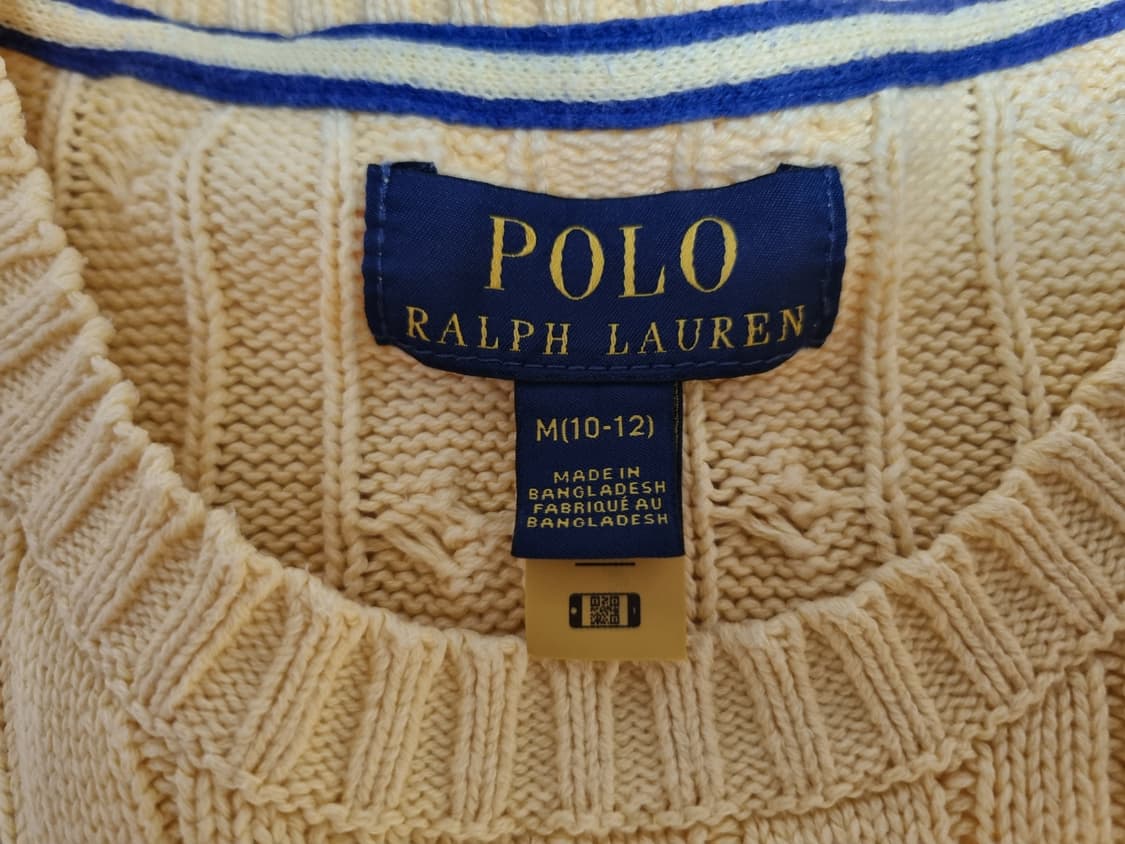 POLO
RALPH LAUREN
M(10-12)
MADE IN
BANGLADESH
FABRIQUÉ AU
BANGLADESH